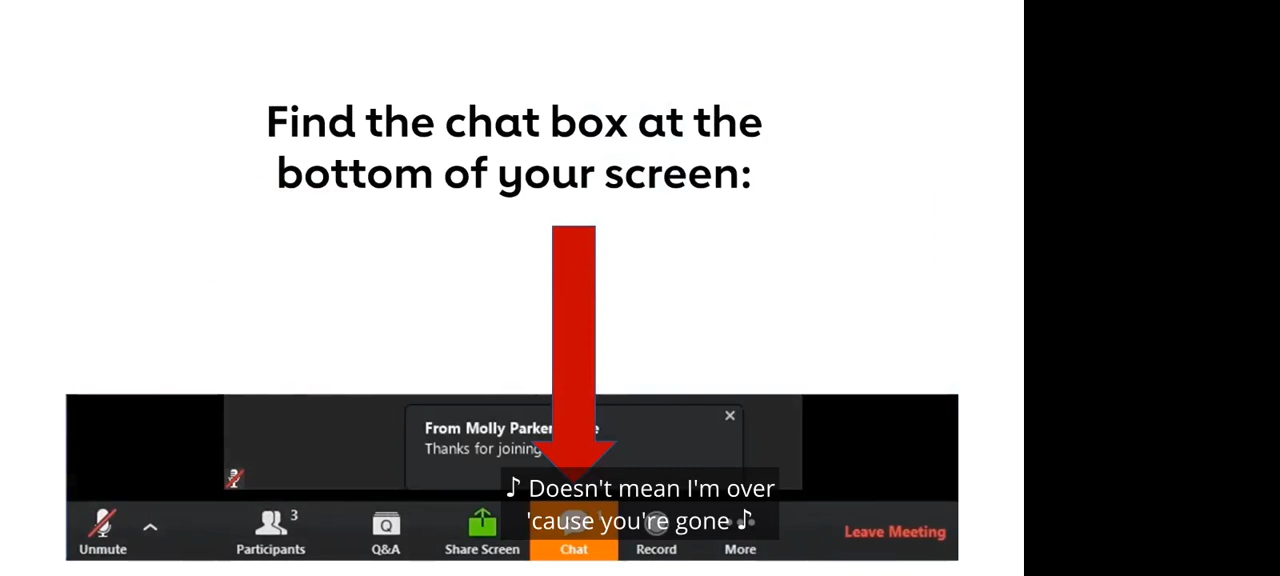 Find the chat box at the
bottom of your screen:
From Molly Parker
Thanks for joining
♪ Doesn't mean I'm over
'cause you're gone ♪
3
Q
Unmute
Participants
Q&A
Share Screen
Chat
Record
More
Leave Meeting